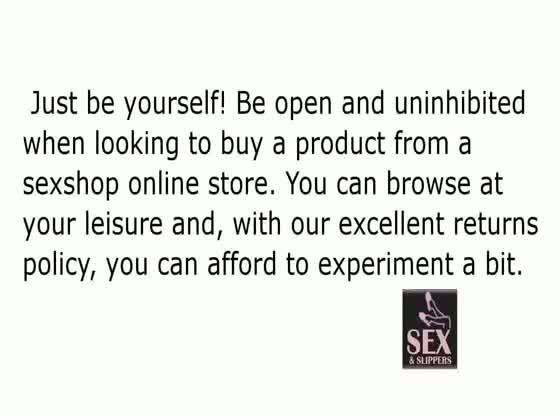 Just be yourself! Be open and uninhibited
when looking to buy a product from a
sexshop online store. You can browse at
your leisure and, with our excellent returns
policy, you can afford to experiment a bit.
SEX
& SLIPPERS